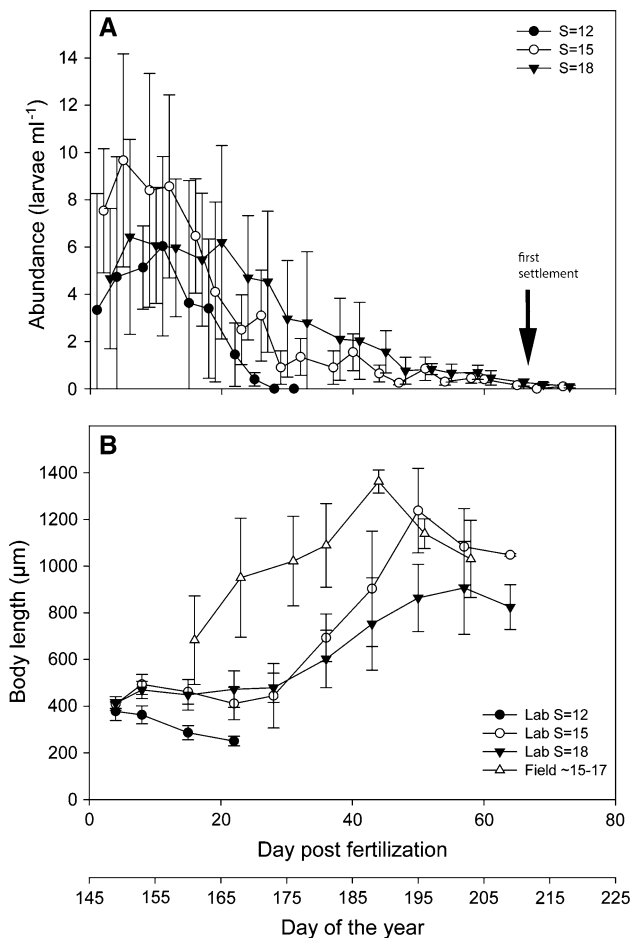 A
S=12
S=15
S=18
14
12
10
8
6
4
2
0
Abundance (larvae ml⁻¹)
first
settlement
B
1400
1200
1000
800
600
400
200
0
Body length (µm)
Lab S=12
Lab S=15
Lab S=18
Field ~15-17
0 20 40 60 80
Day post fertilization
145 155 165 175 185 195 205 215 225
Day of the year